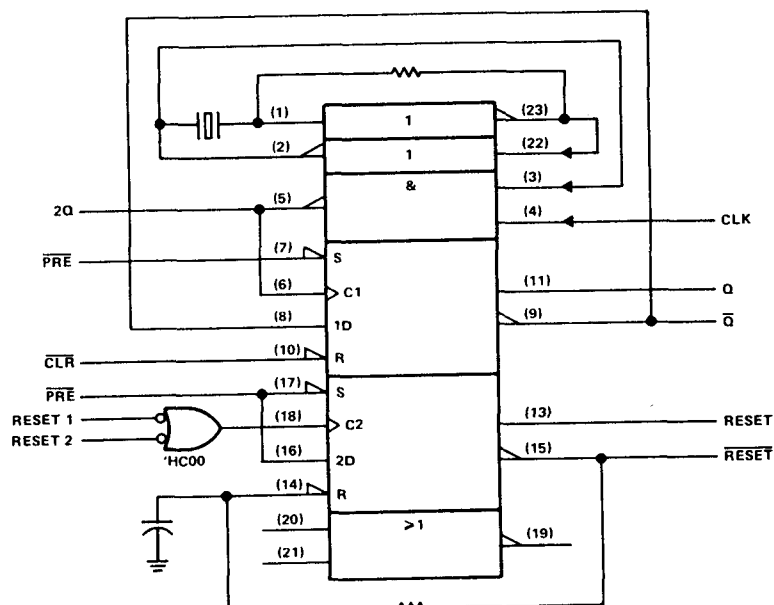 (1) 1 (23)
(2) 1 (22)
& (3)
2Q (5)
(4) CLK
PRE (7) S
(6) C1 (11) Q
(8) 1D (9) Q
CLR (10) R
PRE (17) S
RESET 1 (18) C2 (13) RESET
RESET 2
'HC00 (16) 2D (15) RESET
(14) R
(20) >1 (19)
(21)